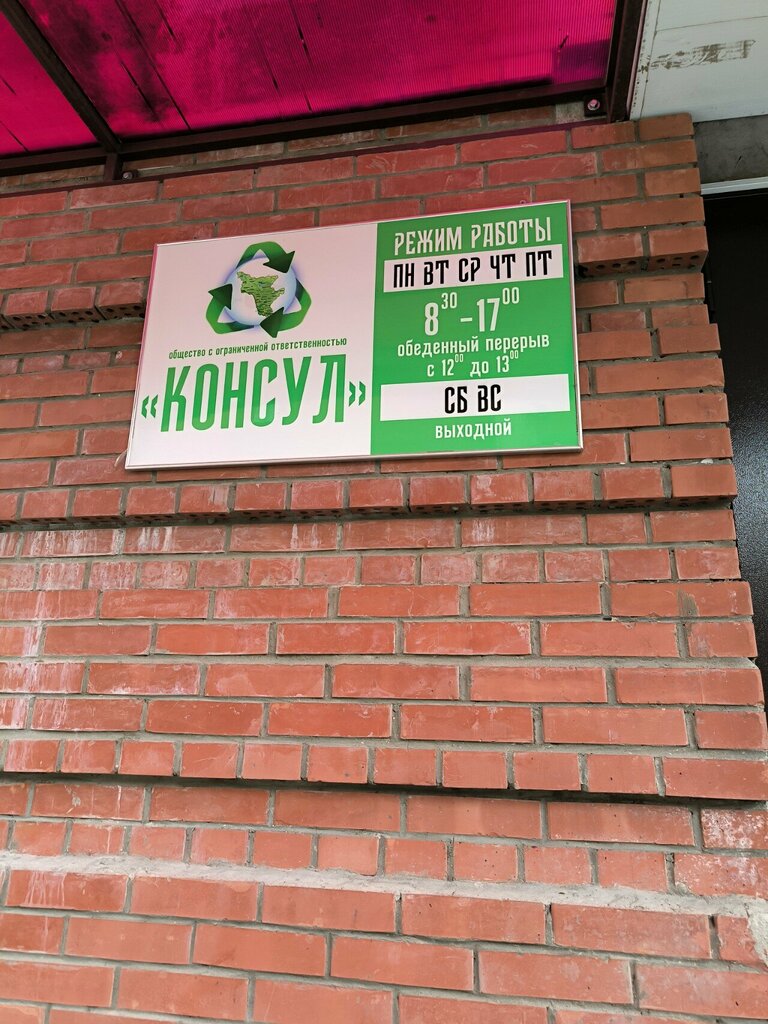 общество с ограниченной ответственностью
«КОНСУЛ»
РЕЖИМ РАБОТЫ
ПН ВТ СР ЧТ ПТ
8³⁰ – 17⁰⁰
обеденный перерыв
с 12⁰⁰ до 13⁰⁰
СБ ВС
ВЫХОДНОЙ